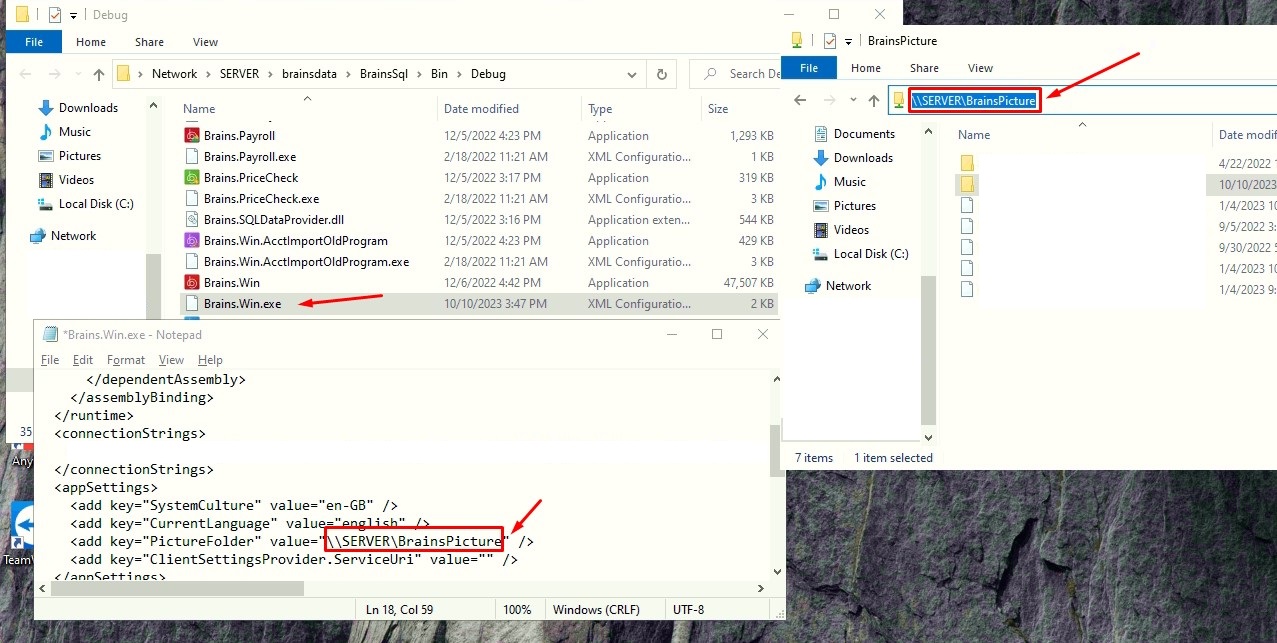 Debug
File Home Share View
Network SERVER brainsdata BrainsSql Bin Debug
Search De
Downloads
Music
Pictures
Videos
Local Disk (C:)
Network
35
Name Date modified Type Size
Brains.Payroll 12/5/2022 4:23 PM Application 1,293 KB
Brains.Payroll.exe 2/18/2022 11:21 AM XML Configuratio... 1 KB
Brains.PriceCheck 12/5/2022 3:17 PM Application 319 KB
Brains.PriceCheck.exe 2/18/2022 11:21 AM XML Configuratio... 3 KB
Brains.SQLDataProvider.dll 12/5/2022 3:16 PM Application exten... 544 KB
Brains.Win.AcctImportOldProgram 12/5/2022 4:23 PM Application 429 KB
Brains.Win.AcctImportOldProgram.exe 2/18/2022 11:21 AM XML Configuratio... 3 KB
Brains.Win 12/6/2022 4:42 PM Application 47,507 KB
Brains.Win.exe 10/10/2023 3:47 PM XML Configuratio... 2 KB
BrainsPicture
File Home Share View
\\SERVER\BrainsPicture
Documents
Downloads
Music
Pictures
Videos
Local Disk (C:)
Network
Name Date modif
4/22/2022
10/10/2023
1/4/2023 10
9/5/2022 3:
9/30/2022 5
1/4/2023 10
1/4/2023 9:
7 items 1 item selected
*Brains.Win.exe - Notepad
File Edit Format View Help
</dependentAssembly>
</assemblyBinding>
</runtime>
<connectionStrings>
</connectionStrings>
<appSettings>
<add key="SystemCulture" value="en-GB" />
<add key="CurrentLanguage" value="english" />
<add key="PictureFolder" value="\\SERVER\BrainsPicture" />
<add key="ClientSettingsProvider.ServiceUri" value="" />
</appSettings>
Ln 18, Col 59 100% Windows (CRLF) UTF-8
Any
Team